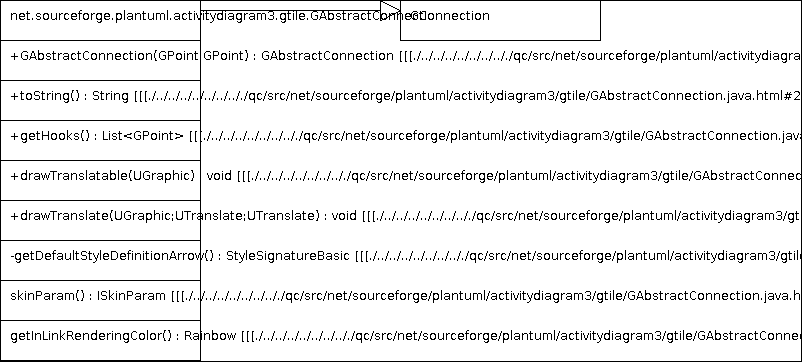 net.sourceforge.plantuml.activitydiagram3.gtile.GAbstractConnection
GConnection
+GAbstractConnection(GPoint;GPoint) : GAbstractConnection [[[./../../../../../../../../qc/src/net/sourceforge/plantuml/activitydiagra
+toString() : String [[[./../../../../../../../../qc/src/net/sourceforge/plantuml/activitydiagram3/gtile/GAbstractConnection.java.html#2
+getHooks() : List<GPoint> [[[./../../../../../../../../qc/src/net/sourceforge/plantuml/activitydiagram3/gtile/GAbstractConnection.java
+drawTranslatable(UGraphic) : void [[[./../../../../../../../../qc/src/net/sourceforge/plantuml/activitydiagram3/gtile/GAbstractConnec
+drawTranslate(UGraphic;UTranslate;UTranslate) : void [[[./../../../../../../../../qc/src/net/sourceforge/plantuml/activitydiagram3/gt
-getDefaultStyleDefinitionArrow() : StyleSignatureBasic [[[./../../../../../../../../qc/src/net/sourceforge/plantuml/activitydiagram3/gtile
skinParam() : ISkinParam [[[./../../../../../../../../qc/src/net/sourceforge/plantuml/activitydiagram3/gtile/GAbstractConnection.java.h
getInLinkRenderingColor() : Rainbow [[[./../../../../../../../../qc/src/net/sourceforge/plantuml/activitydiagram3/gtile/GAbstractConne